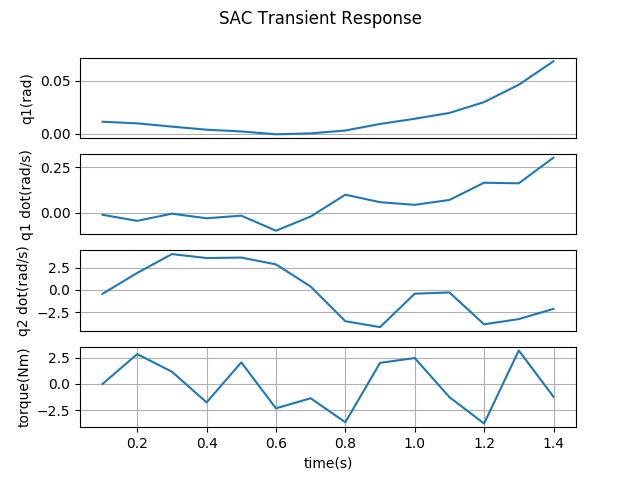 SAC Transient Response
q1(rad)
0.05
0.00
q1 dot(rad/s)
0.25
0.00
q2 dot(rad/s)
2.5
0.0
−2.5
torque(Nm)
2.5
0.0
−2.5
0.2 0.4 0.6 0.8 1.0 1.2 1.4
time(s)